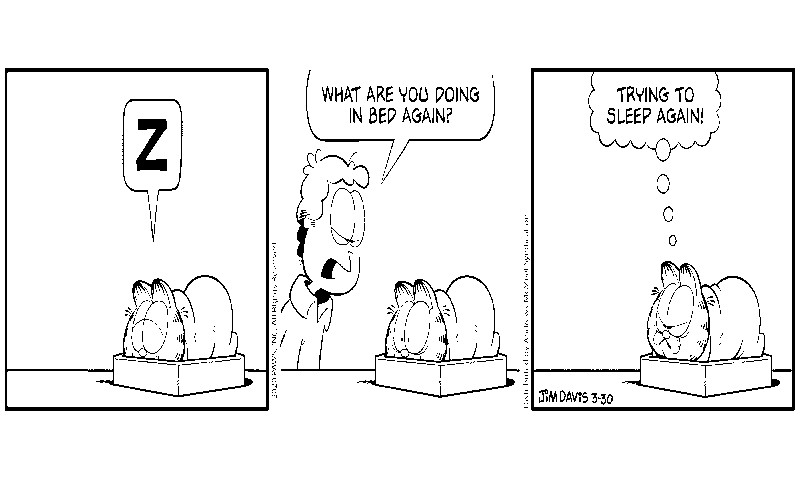 Z
WHAT ARE YOU DOING
IN BED AGAIN?
TRYING TO
SLEEP AGAIN!
JIM DAVIS 3-30